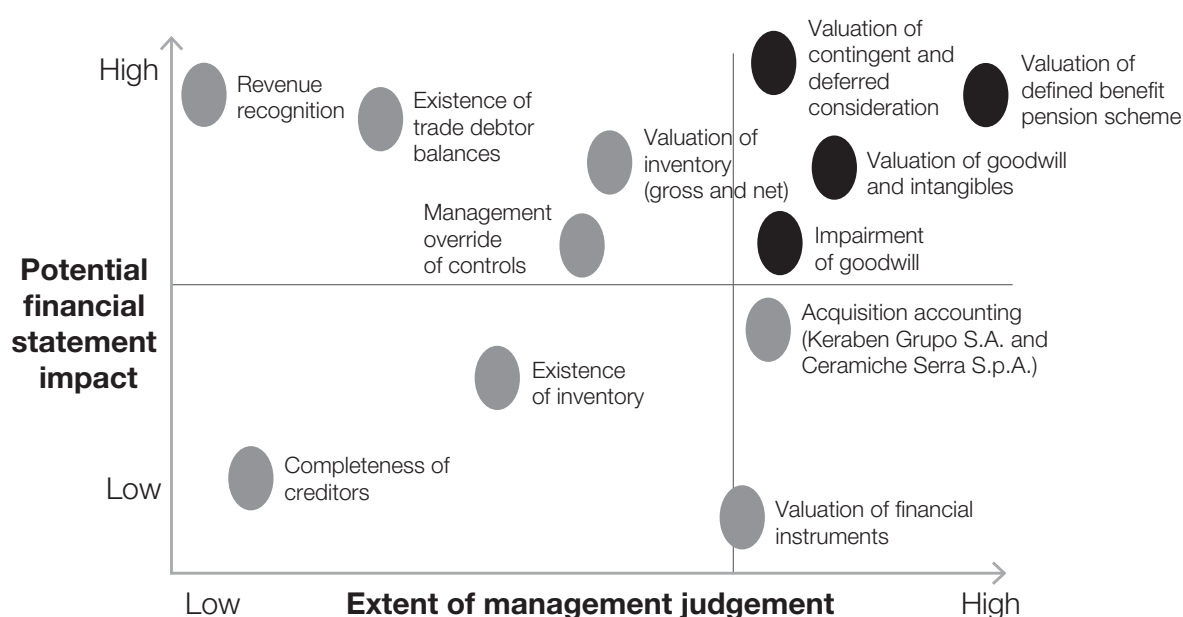 High
Revenue
recognition
Existence of
trade debtor
balances
Valuation of
contingent and
deferred
consideration
Valuation of
defined benefit
pension scheme
Valuation of
inventory
(gross and net)
Valuation of goodwill
and intangibles
Management
override
of controls
Impairment
of goodwill
Potential
financial
statement
impact
Acquisition accounting
(Keraben Grupo S.A. and
Ceramiche Serra S.p.A.)
Existence
of inventory
Completeness of
creditors
Low
Valuation of financial
instruments
Low
Extent of management judgement
High